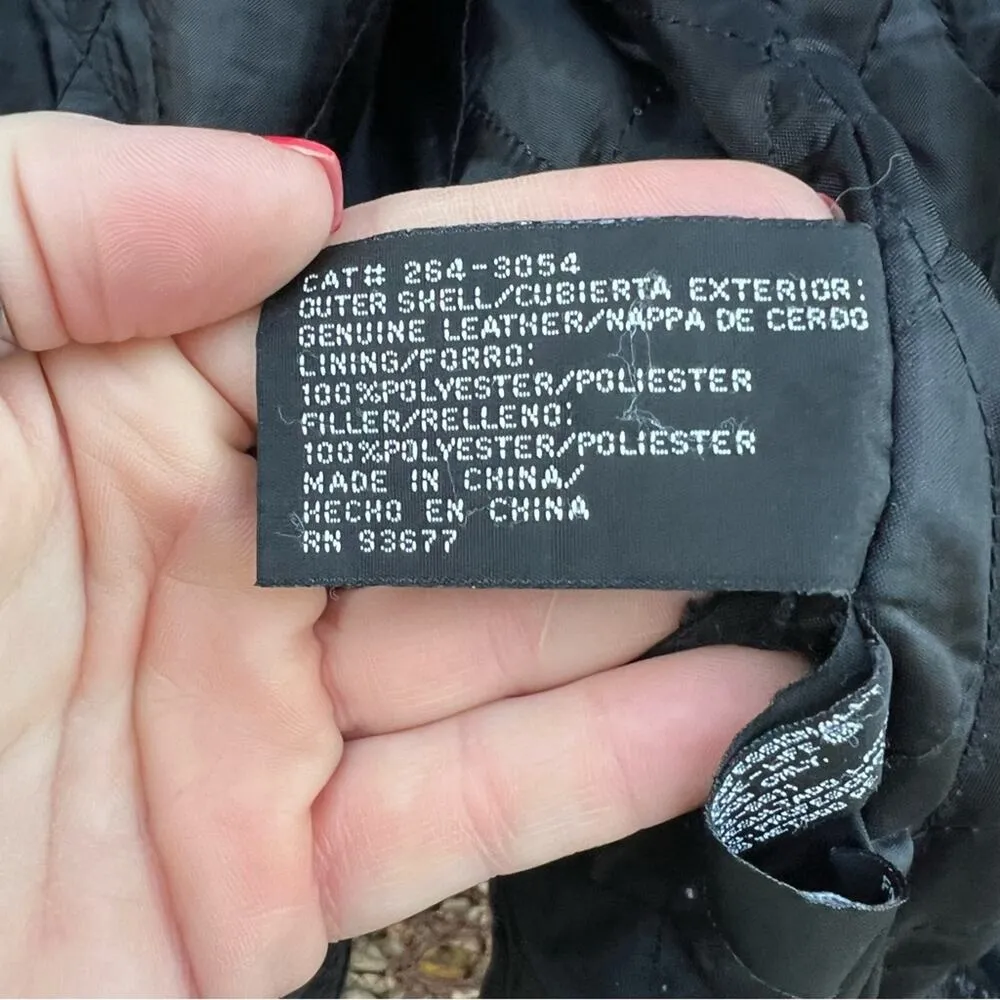 CAT# 264-3054
OUTER SHELL/CUBIERTA EXTERIOR:
GENUINE LEATHER/NAPPA DE CERDO
LINING/FORRO:
100%POLYESTER/POLIESTER
FILLER/RELLENO:
100%POLYESTER/POLIESTER
MADE IN CHINA/
HECHO EN CHINA
RN 93677
ONLY.